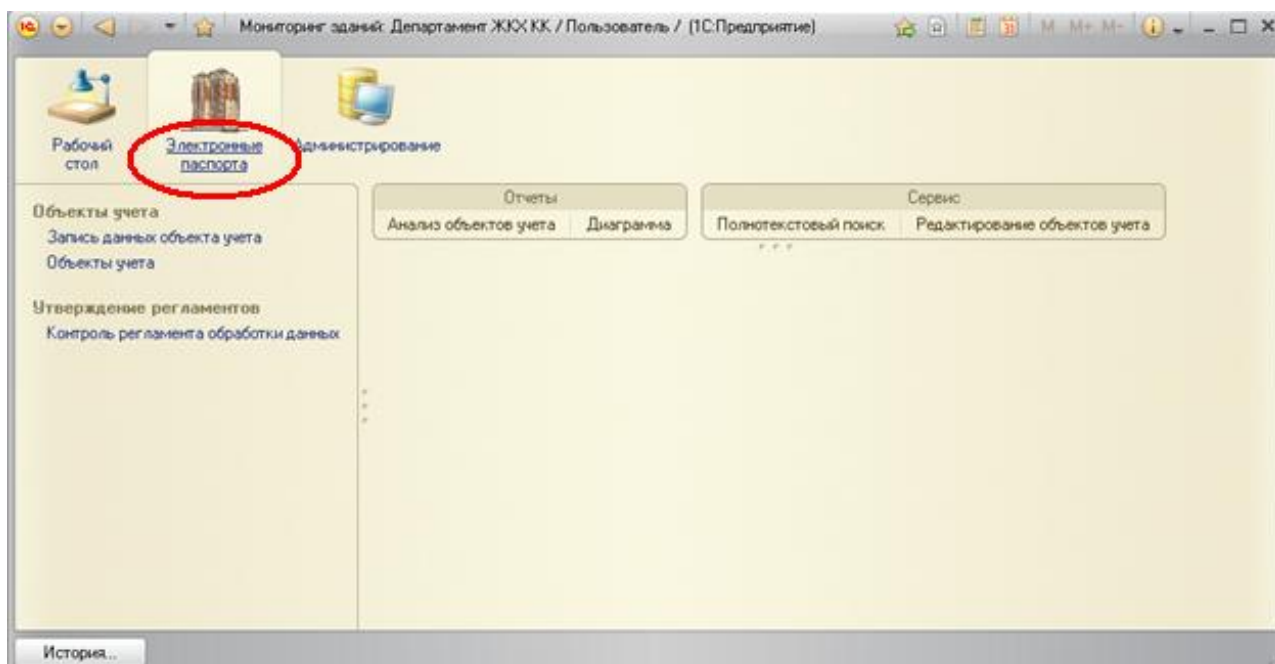 Мониторинг зданий: Департамент ЖКХ КК / Пользователь / (1С:Предприятие)
M M+ M-
Рабочий стол
Электронные паспорта
Администрирование
Объекты учета
Запись данных объекта учета
Объекты учета
Утверждение регламентов
Контроль регламента обработки данных
Отчеты
Анализ объектов учета Диаграмма
Сервис
Полнотекстовый поиск Редактирование объектов учета
История...